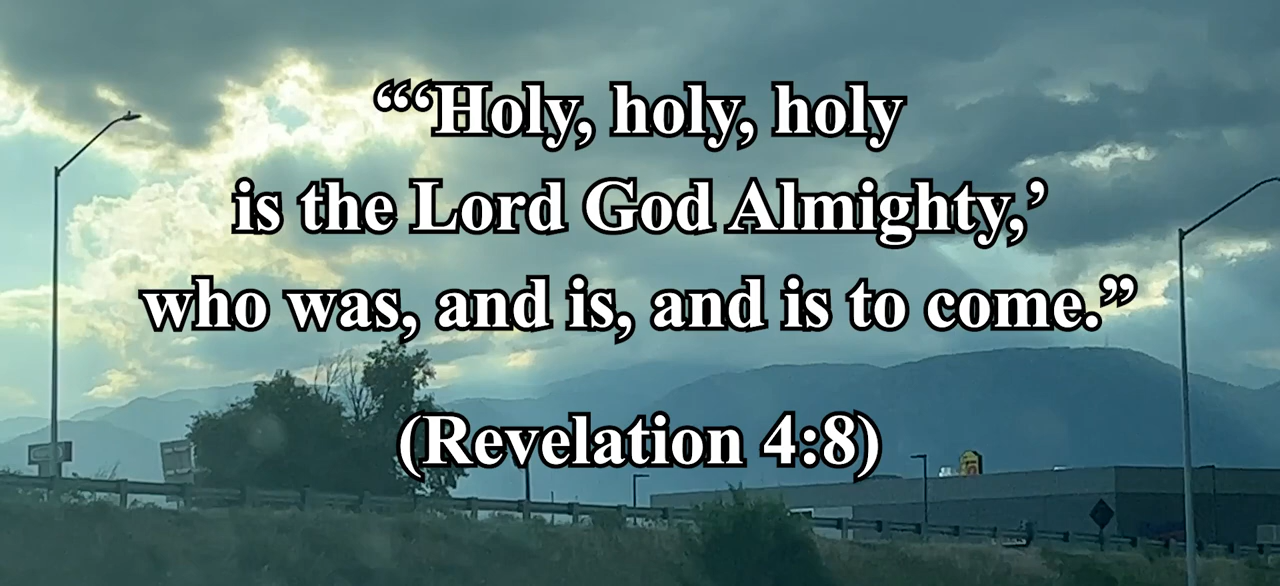 “‘Holy, holy, holy
is the Lord God Almighty,’
who was, and is, and is to come.”
(Revelation 4:8)